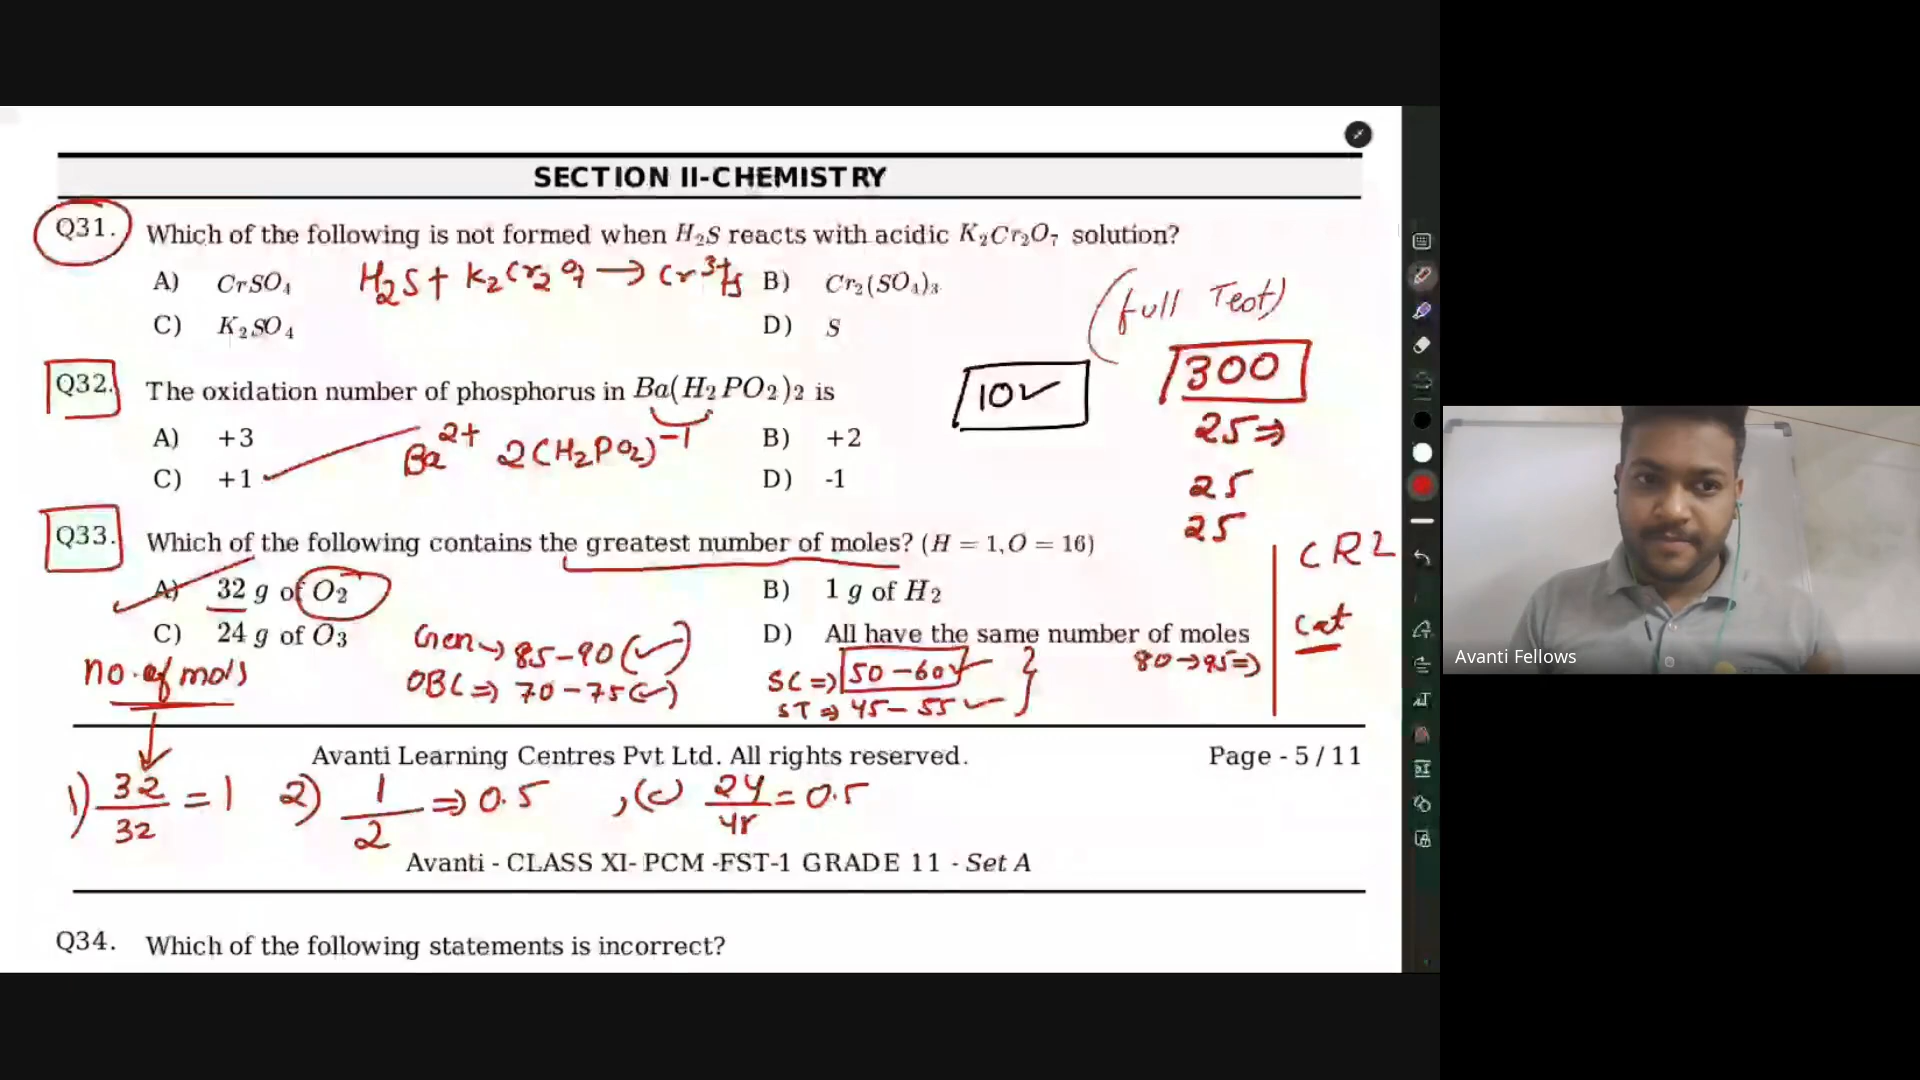 SECTION II-CHEMISTRY
Q31. Which of the following is not formed when H₂S reacts with acidic K₂Cr₂O₇ solution?
A) CrSO₄
B) Cr₂(SO₄)₃
H₂S + K₂Cr₂O₇ → Cr³⁺/S
C) K₂SO₄
D) S
(full Test)
300
25 ⇒
25
25
Q32. The oxidation number of phosphorus in Ba(H₂PO₂)₂ is
10 ✓
A) +3
B) +2
Ba²⁺ 2(H₂PO₂)⁻¹
C) +1
D) -1
Q33. Which of the following contains the greatest number of moles? (H = 1, O = 16)
A) 32 g of O₂
B) 1 g of H₂
C) 24 g of O₃
D) All have the same number of moles
Gen → 85-90 (✓)
OBC ⇒ 70-75 (✓)
SC ⇒ 50-60 ✓
ST ⇒ 45-55 ✓
80 → 95 ⇒
CR2
Cat
no. of mols
Avanti Learning Centres Pvt Ltd. All rights reserved. Page - 5 / 11
1) 32/32 = 1 2) 1/2 ⇒ 0.5 , (c) 24/48 = 0.5
Avanti - CLASS XI- PCM -FST-1 GRADE 11 - Set A
Q34. Which of the following statements is incorrect?
Avanti Fellows